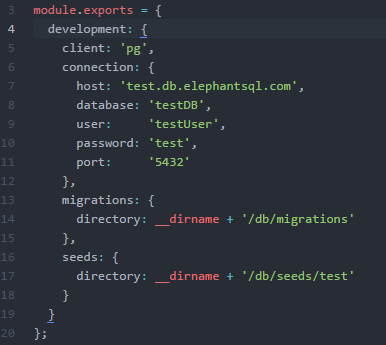 3 module.exports = {
4   development: {
5     client: 'pg',
6     connection: {
7       host: 'test.db.elephantsql.com',
8       database: 'testDB',
9       user:     'testUser',
10       password: 'test',
11       port:     '5432'
12     },
13     migrations: {
14       directory: __dirname + '/db/migrations'
15     },
16     seeds: {
17       directory: __dirname + '/db/seeds/test'
18     }
19   }
20 };